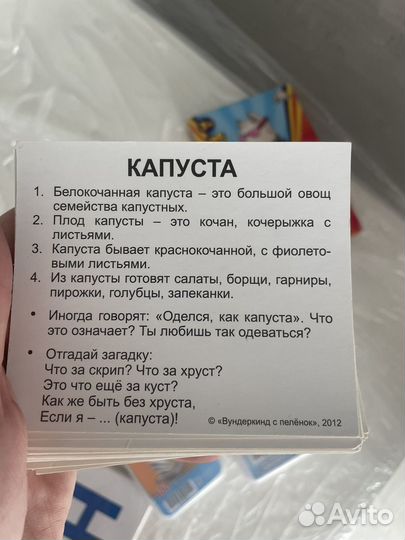 КАПУСТА
1. Белокочанная капуста – это большой овощ
семейства капустных.
2. Плод капусты – это кочан, кочерыжка с
листьями.
3. Капуста бывает краснокочанной, с фиолето-
выми листьями.
4. Из капусты готовят салаты, борщи, гарниры,
пирожки, голубцы, запеканки.
• Иногда говорят: «Оделся, как капуста». Что
это означает? Ты любишь так одеваться?
• Отгадай загадку:
Что за скрип? Что за хруст?
Это что ещё за куст?
Как же быть без хруста,
Если я – ... (капуста)!
© «Вундеркинд с пелёнок», 2012
Н
Avito